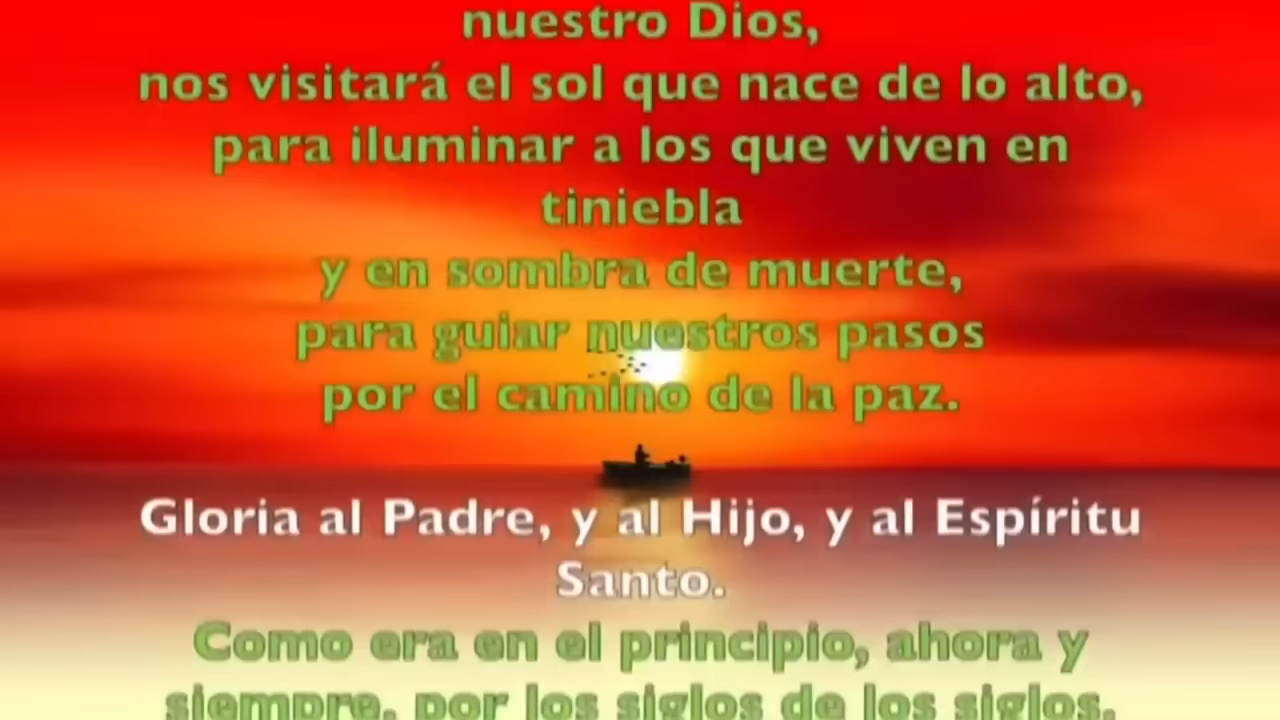 nuestro Dios,
nos visitará el sol que nace de lo alto,
para iluminar a los que viven en
tiniebla
y en sombra de muerte,
para guiar nuestros pasos
por el camino de la paz.
Gloria al Padre, y al Hijo, y al Espíritu
Santo.
Como era en el principio, ahora y
siempre, por los siglos de los siglos.